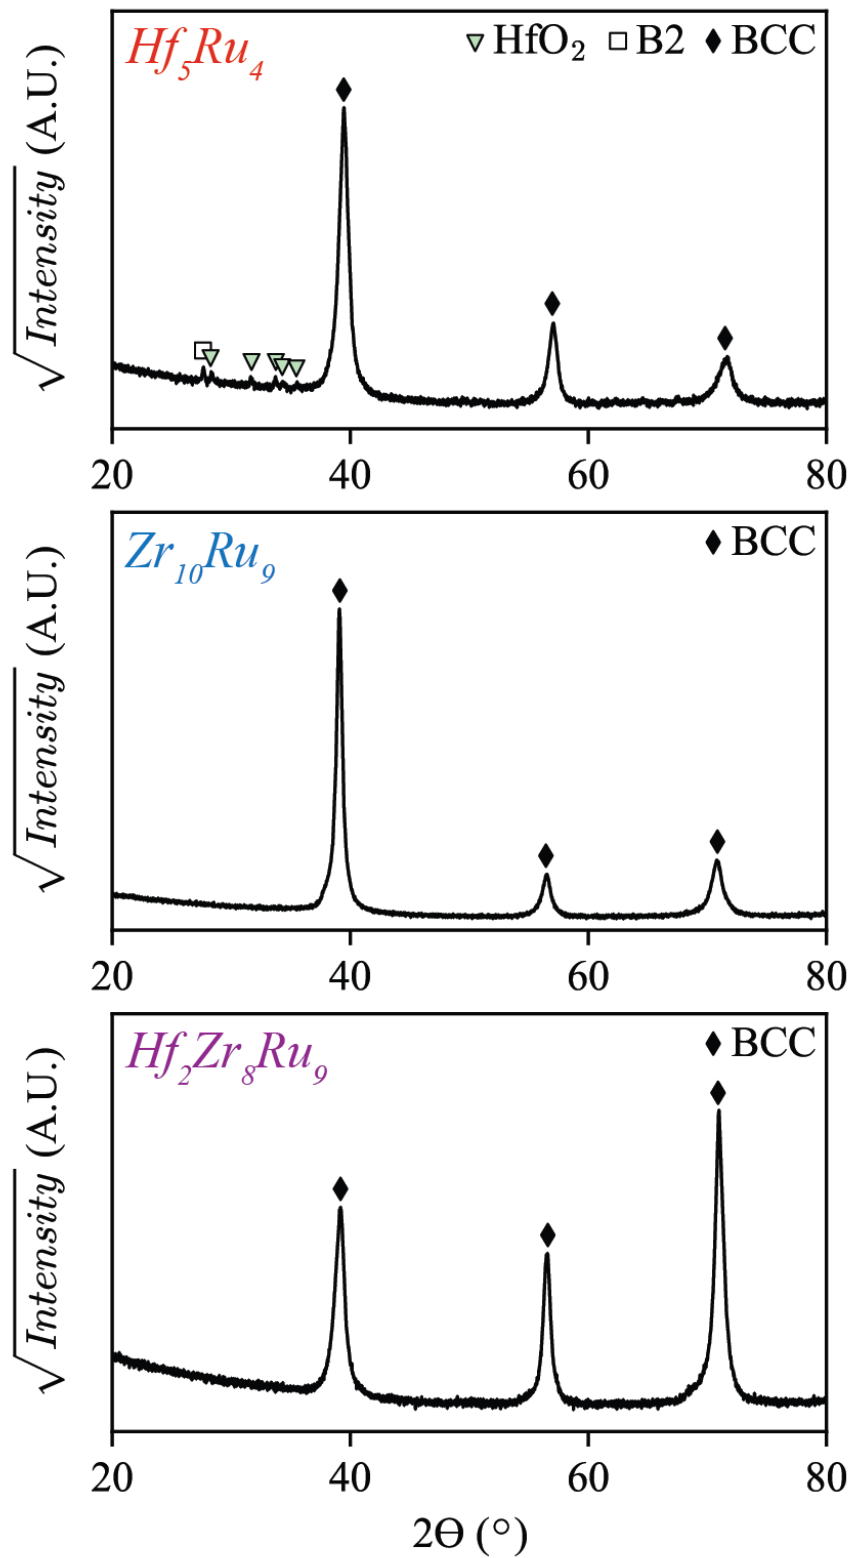 Hf₅Ru₄ ▽ HfO₂ □ B2 ♦ BCC
√Intensity (A.U.)
20 40 60 80
Zr₁₀Ru₉ ♦ BCC
√Intensity (A.U.)
20 40 60 80
Hf₂Zr₈Ru₉ ♦ BCC
√Intensity (A.U.)
20 40 60 80
2Θ (°)